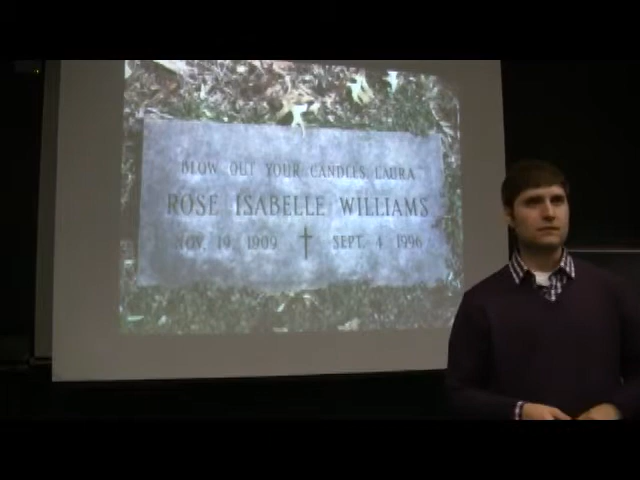 "BLOW OUT YOUR CANDLES, LAURA"
ROSE ISABELLE WILLIAMS
NOV. 19, 1909 SEPT. 4, 1996